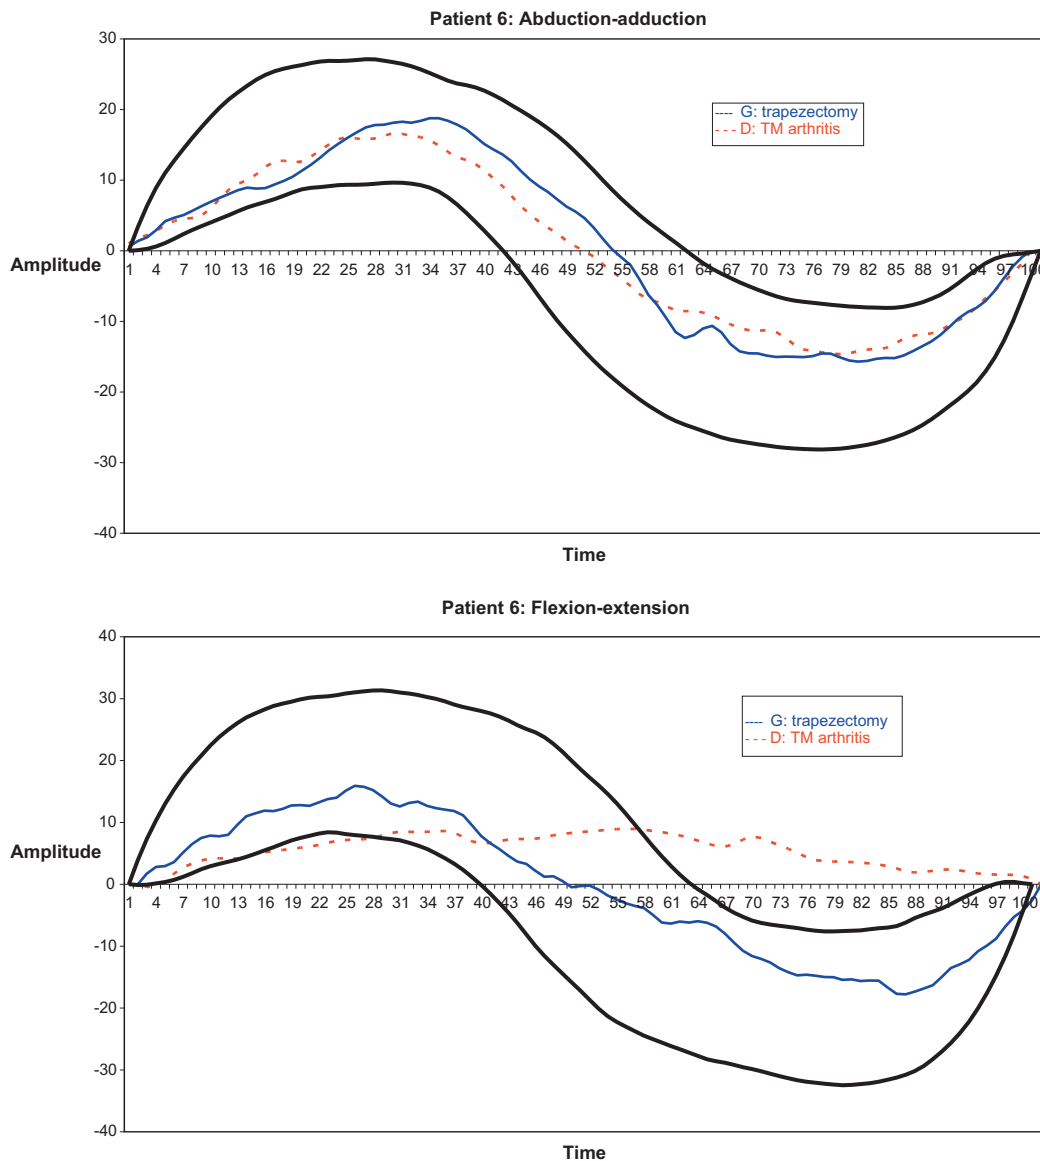 Patient 6: Abduction-adduction
30
20
10
0
-10
-20
-30
-40
Amplitude
1 4 7 10 13 16 19 22 25 28 31 34 37 40 43 46 49 52 55 58 61 64 67 70 73 76 79 82 85 88 91 94 97 100
---- G: trapezectomy
- - - D: TM arthritis
Time
Patient 6: Flexion-extension
40
30
20
10
0
-10
-20
-30
-40
Amplitude
1 4 7 10 13 16 19 22 25 28 31 34 37 40 43 46 49 52 55 58 61 64 67 70 73 76 79 82 85 88 91 94 97 100
---- G: trapezectomy
- - - D: TM arthritis
Time